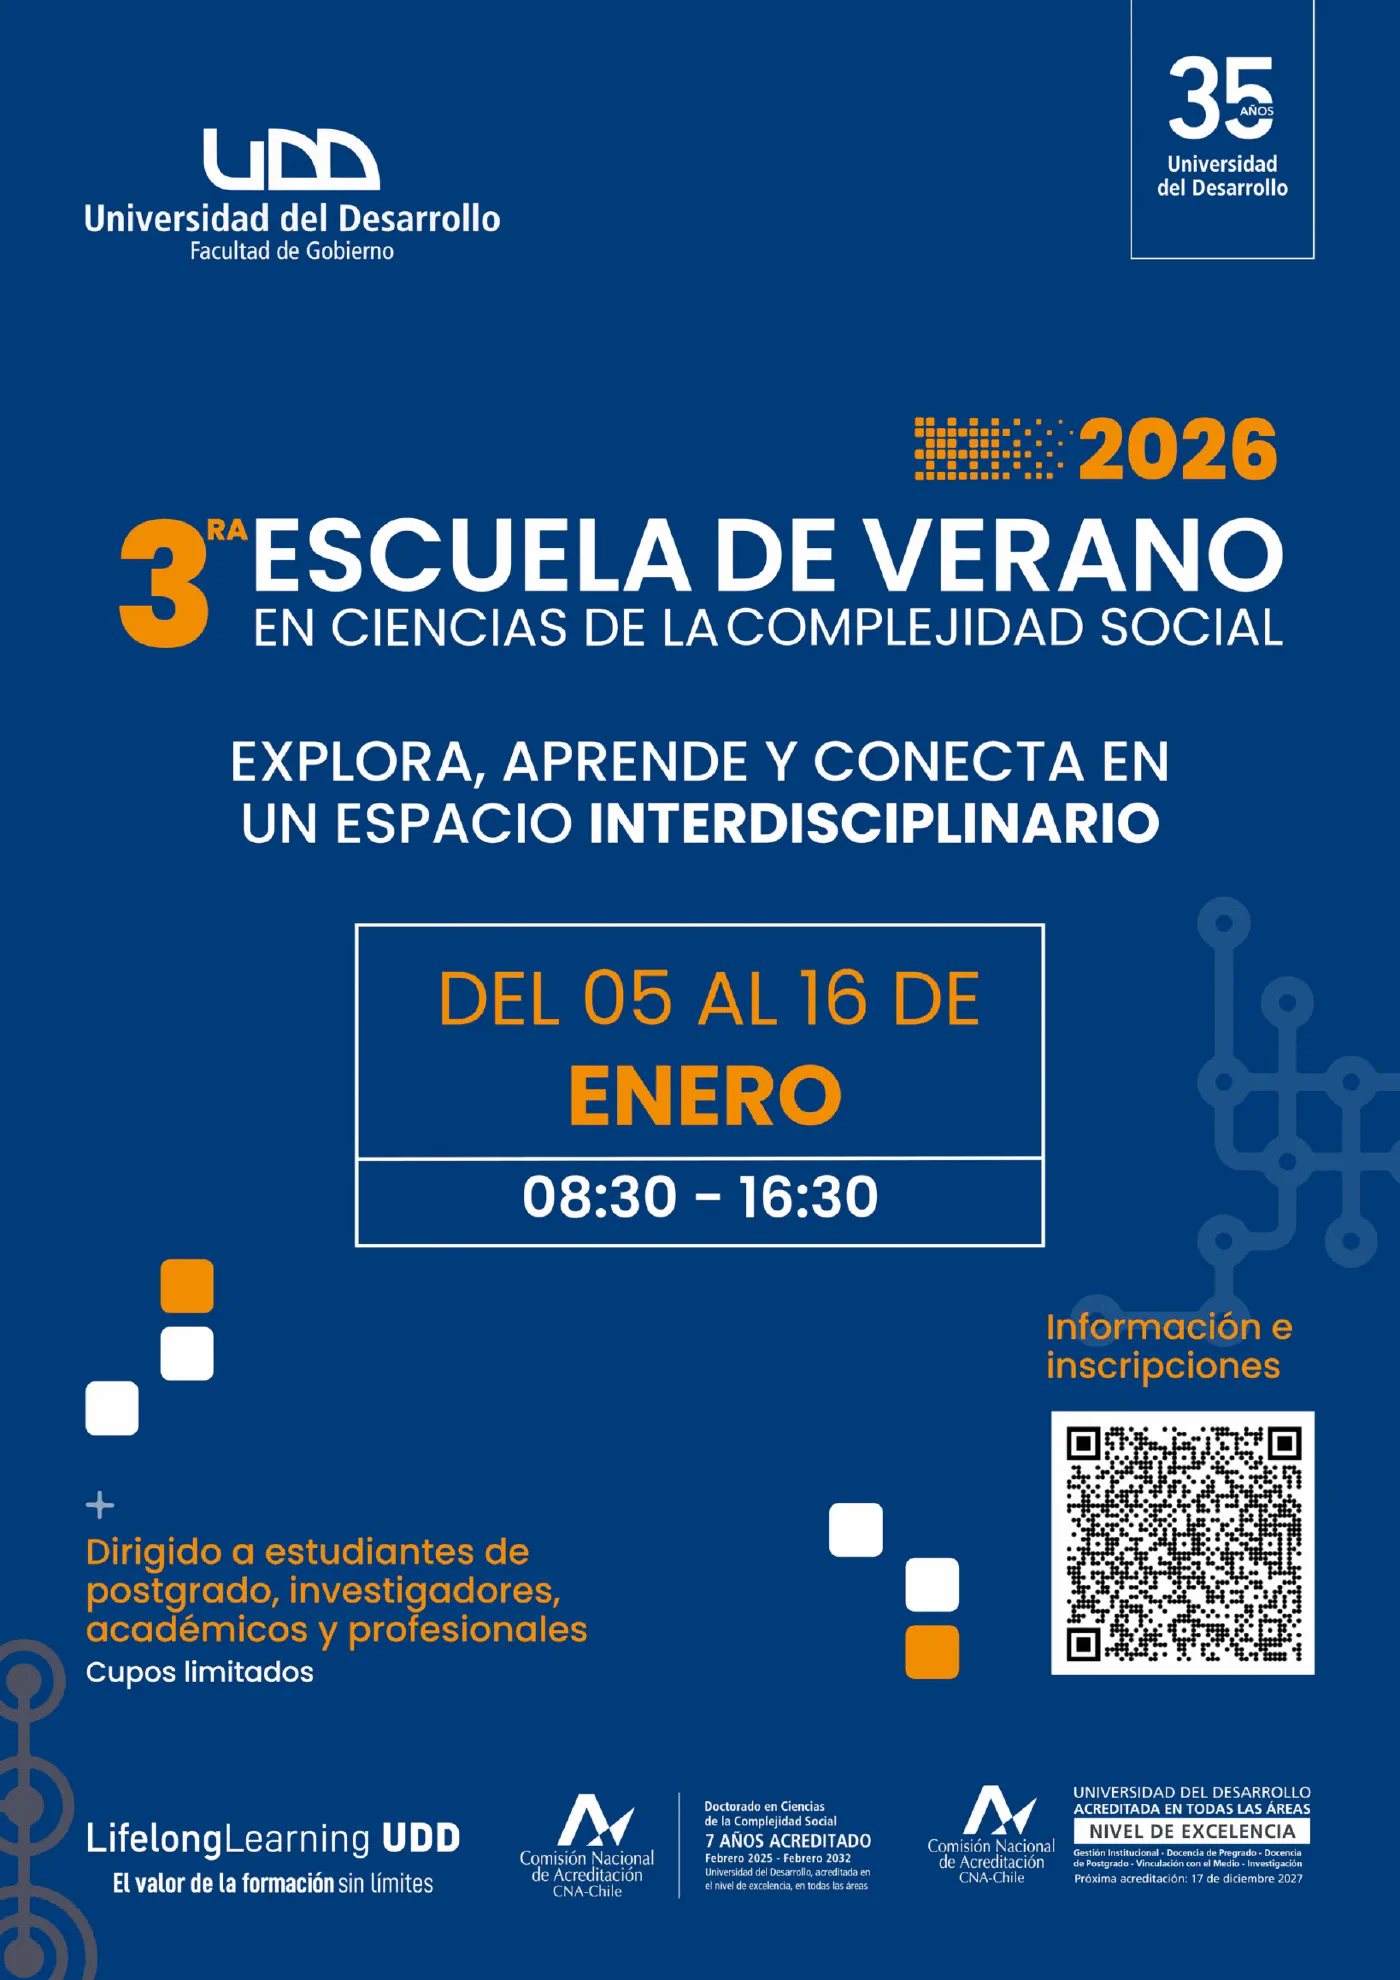 35
AÑOS
Universidad
del Desarrollo
UDD
Universidad del Desarrollo
Facultad de Gobierno
2026
3RA ESCUELA DE VERANO
EN CIENCIAS DE LA COMPLEJIDAD SOCIAL
EXPLORA, APRENDE Y CONECTA EN
UN ESPACIO INTERDISCIPLINARIO
DEL 05 AL 16 DE
ENERO
08:30 - 16:30
Información e
inscripciones
Dirigido a estudiantes de
postgrado, investigadores,
académicos y profesionales
Cupos limitados
LifelongLearning UDD
El valor de la formación sin límites
Comisión Nacional
de Acreditación
CNA-Chile
Doctorado en Ciencias
de la Complejidad Social
7 AÑOS ACREDITADO
Febrero 2025 - Febrero 2032
Universidad del Desarrollo, acreditada en
el nivel de excelencia, en todas las áreas
Comisión Nacional
de Acreditación
CNA-Chile
UNIVERSIDAD DEL DESARROLLO
ACREDITADA EN TODAS LAS ÁREAS
NIVEL DE EXCELENCIA
Gestión Institucional - Docencia de Pregrado - Docencia
de Postgrado - Vinculación con el Medio - Investigación
Próxima acreditación: 17 de diciembre 2027